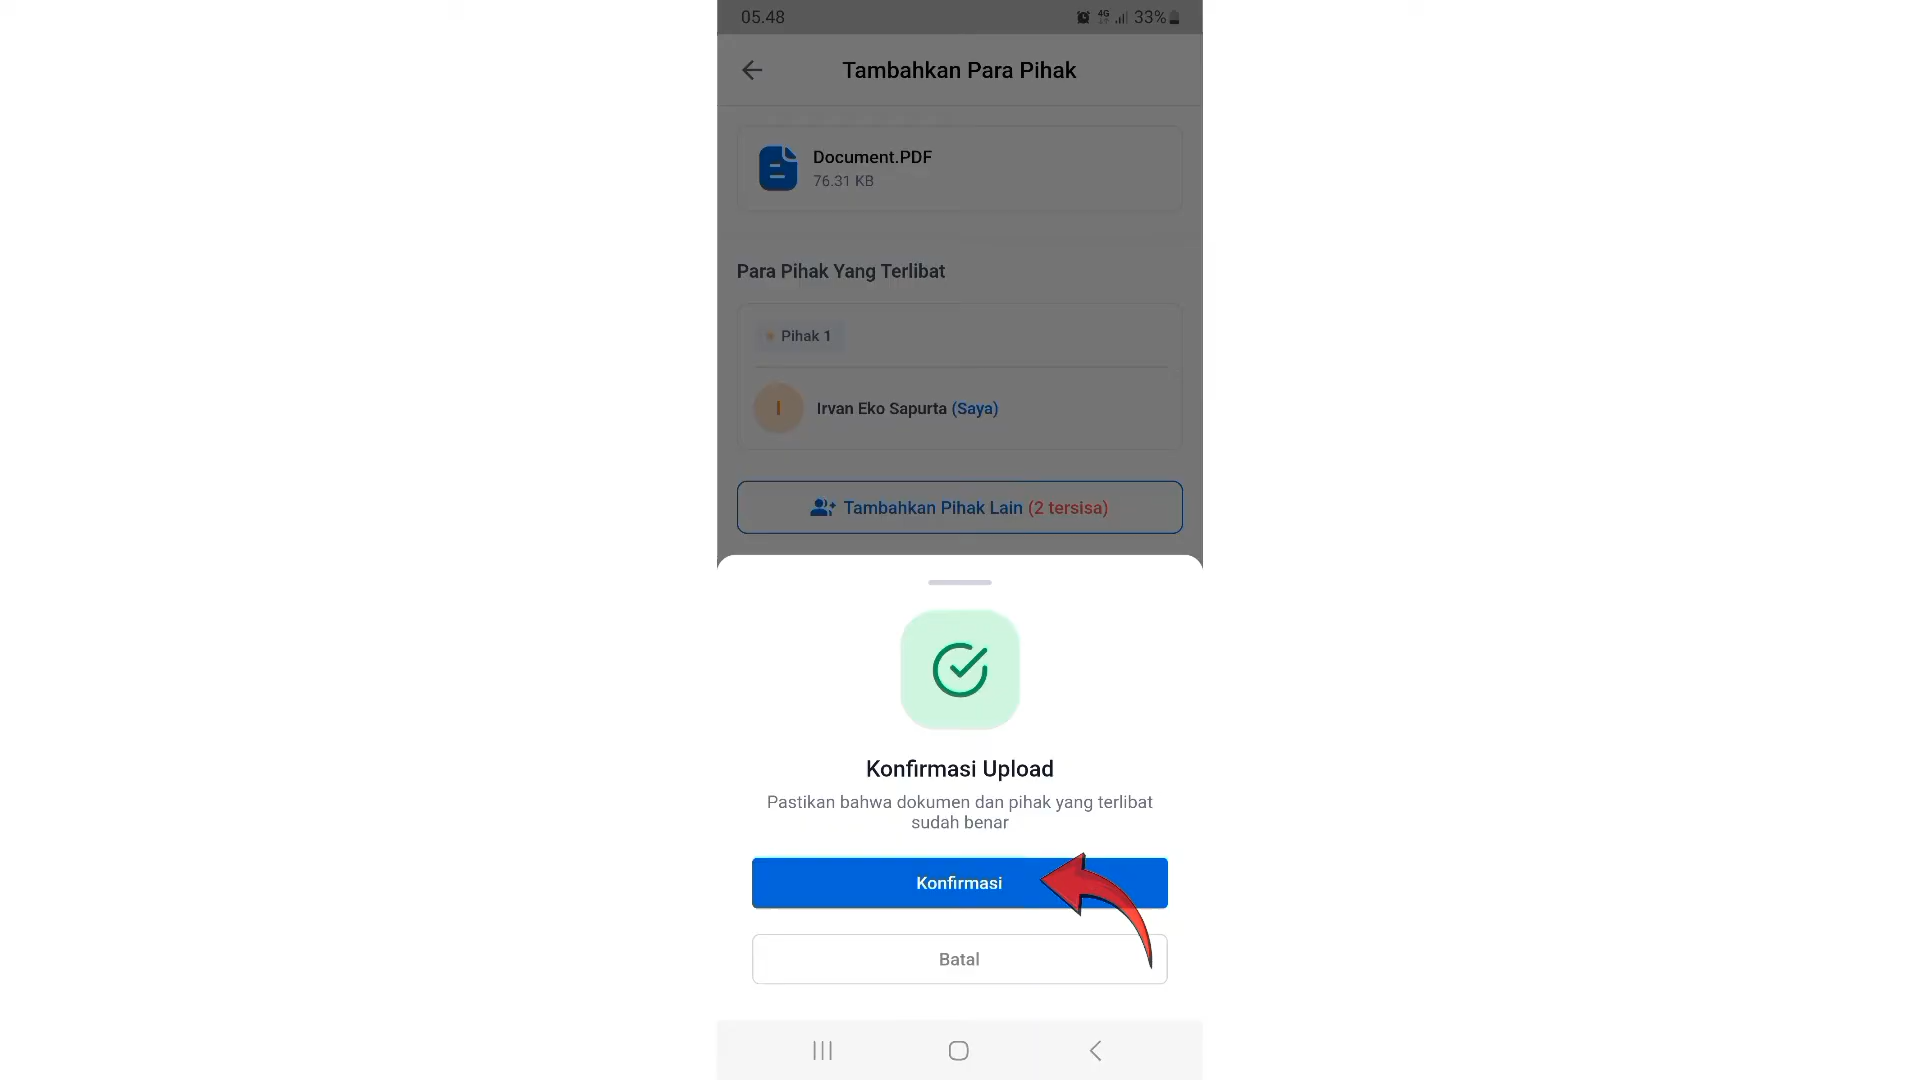 05.48
4G
33%
Tambahkan Para Pihak
Document.PDF
76.31 KB
Para Pihak Yang Terlibat
Pihak 1
I
Irvan Eko Sapurta (Saya)
Tambahkan Pihak Lain (2 tersisa)
Konfirmasi Upload
Pastikan bahwa dokumen dan pihak yang terlibat
sudah benar
Konfirmasi
Batal